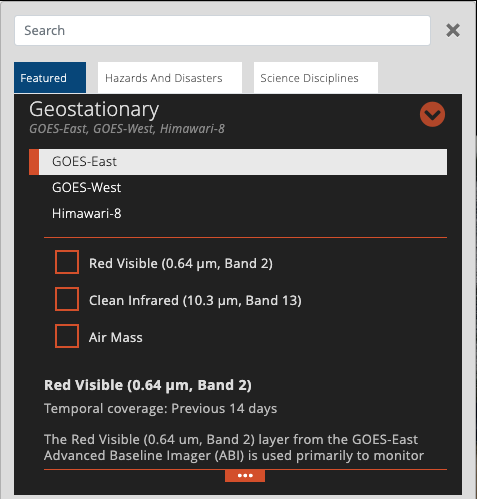 Search
Featured
Hazards And Disasters
Science Disciplines
Geostationary
GOES-East, GOES-West, Himawari-8
GOES-East
GOES-West
Himawari-8
Red Visible (0.64 µm, Band 2)
Clean Infrared (10.3 µm, Band 13)
Air Mass
Red Visible (0.64 µm, Band 2)
Temporal coverage: Previous 14 days
The Red Visible (0.64 um, Band 2) layer from the GOES-East
Advanced Baseline Imager (ABI) is used primarily to monitor